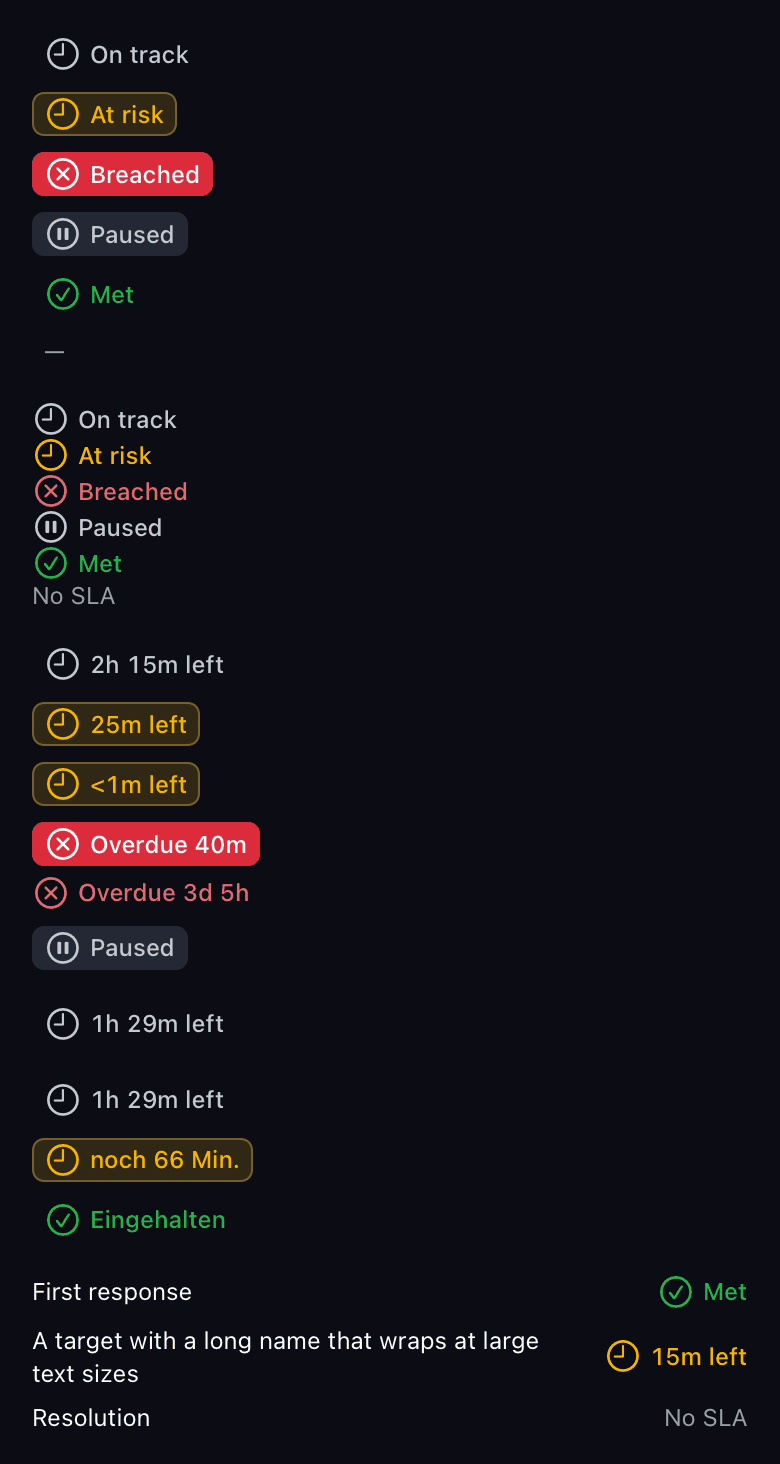 On track
At risk
Breached
Paused
Met
—
On track
At risk
Breached
Paused
Met
No SLA
2h 15m left
25m left
<1m left
Overdue 40m
Overdue 3d 5h
Paused
1h 29m left
1h 29m left
noch 66 Min.
Eingehalten
First response
Met
A target with a long name that wraps at large
text sizes
15m left
Resolution
No SLA